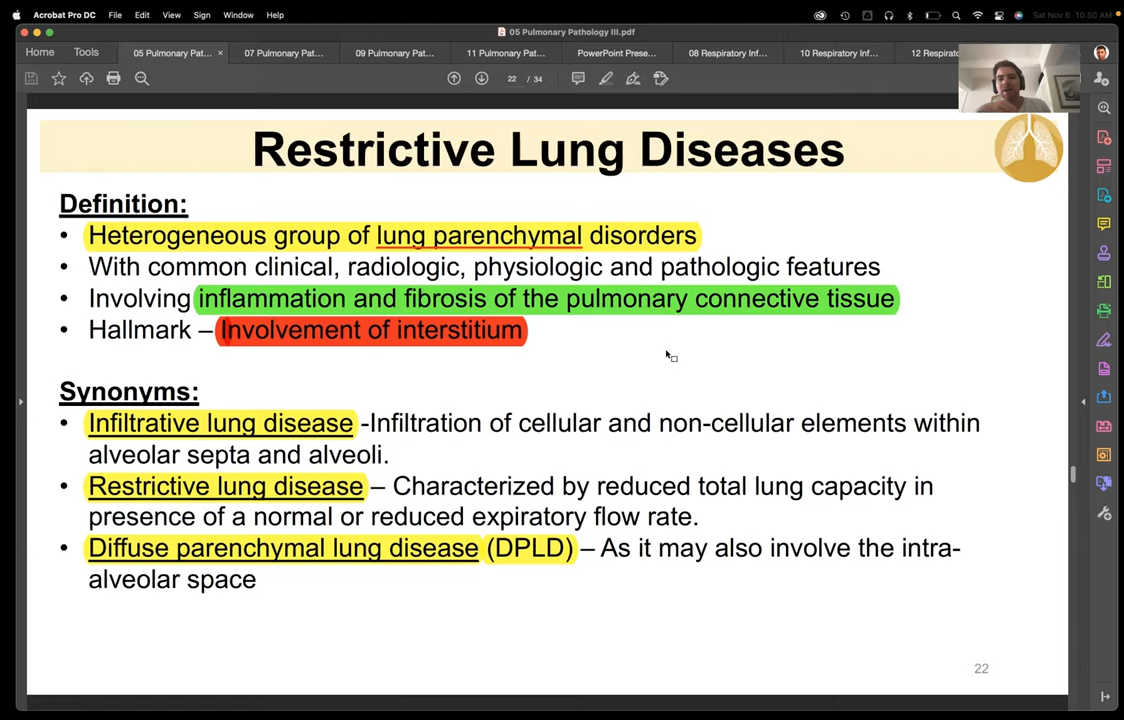 Acrobat Pro DC File Edit View Sign Window Help Sat Nov 6 10:50 AM
05 Pulmonary Pathology III.pdf
Home Tools 05 Pulmonary Pat... × 07 Pulmonary Pat... 09 Pulmonary Pat... 11 Pulmonary Pat... PowerPoint Prese... 08 Respiratory Inf... 10 Respiratory Inf... 12 Respirato
22 / 34
Restrictive Lung Diseases
Definition:
• Heterogeneous group of lung parenchymal disorders
• With common clinical, radiologic, physiologic and pathologic features
• Involving inflammation and fibrosis of the pulmonary connective tissue
• Hallmark – Involvement of interstitium
Synonyms:
• Infiltrative lung disease -Infiltration of cellular and non-cellular elements within
alveolar septa and alveoli.
• Restrictive lung disease – Characterized by reduced total lung capacity in
presence of a normal or reduced expiratory flow rate.
• Diffuse parenchymal lung disease (DPLD) – As it may also involve the intra-
alveolar space
22